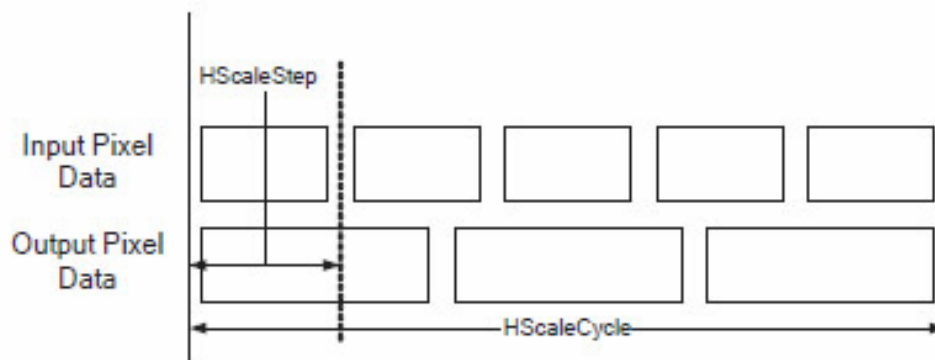 HScaleStep
Input Pixel
Data
Output Pixel
Data
HScaleCycle